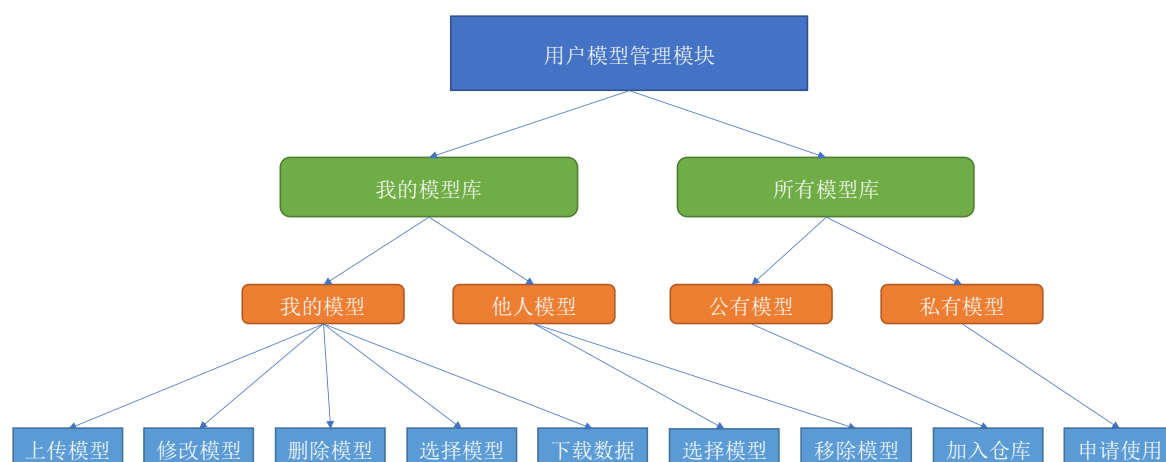 用户模型管理模块
我的模型库
所有模型库
我的模型
他人模型
公有模型
私有模型
上传模型
修改模型
删除模型
选择模型
下载数据
选择模型
移除模型
加入仓库
申请使用